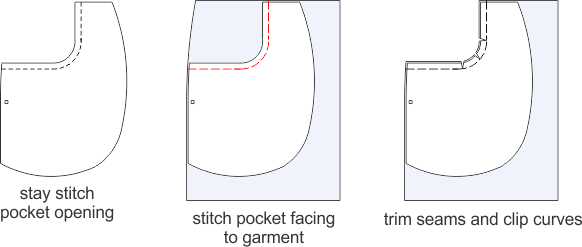 stay stitch
pocket opening
stitch pocket facing
to garment
trim seams and clip curves